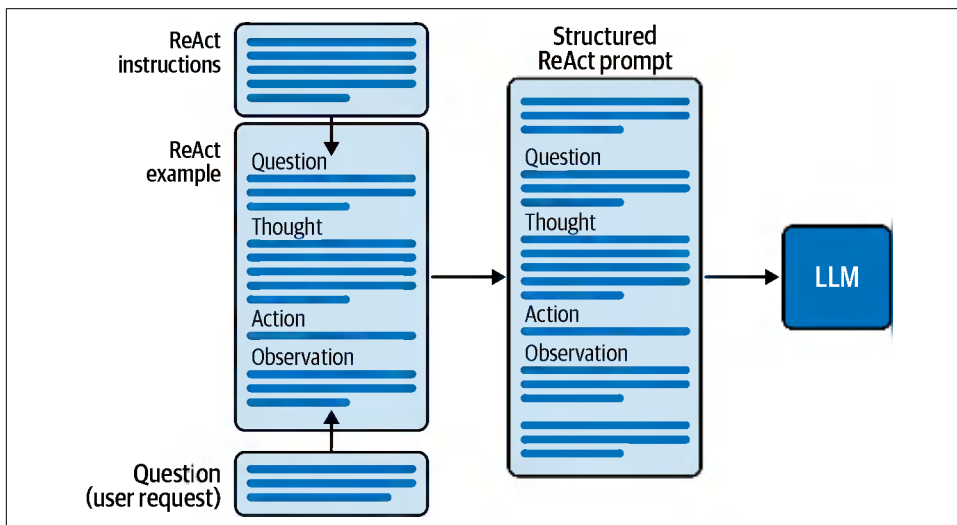 ReAct
instructions
ReAct
example
Question
Thought
Action
Observation
Question
(user request)
Structured
ReAct prompt
Question
Thought
Action
Observation
LLM